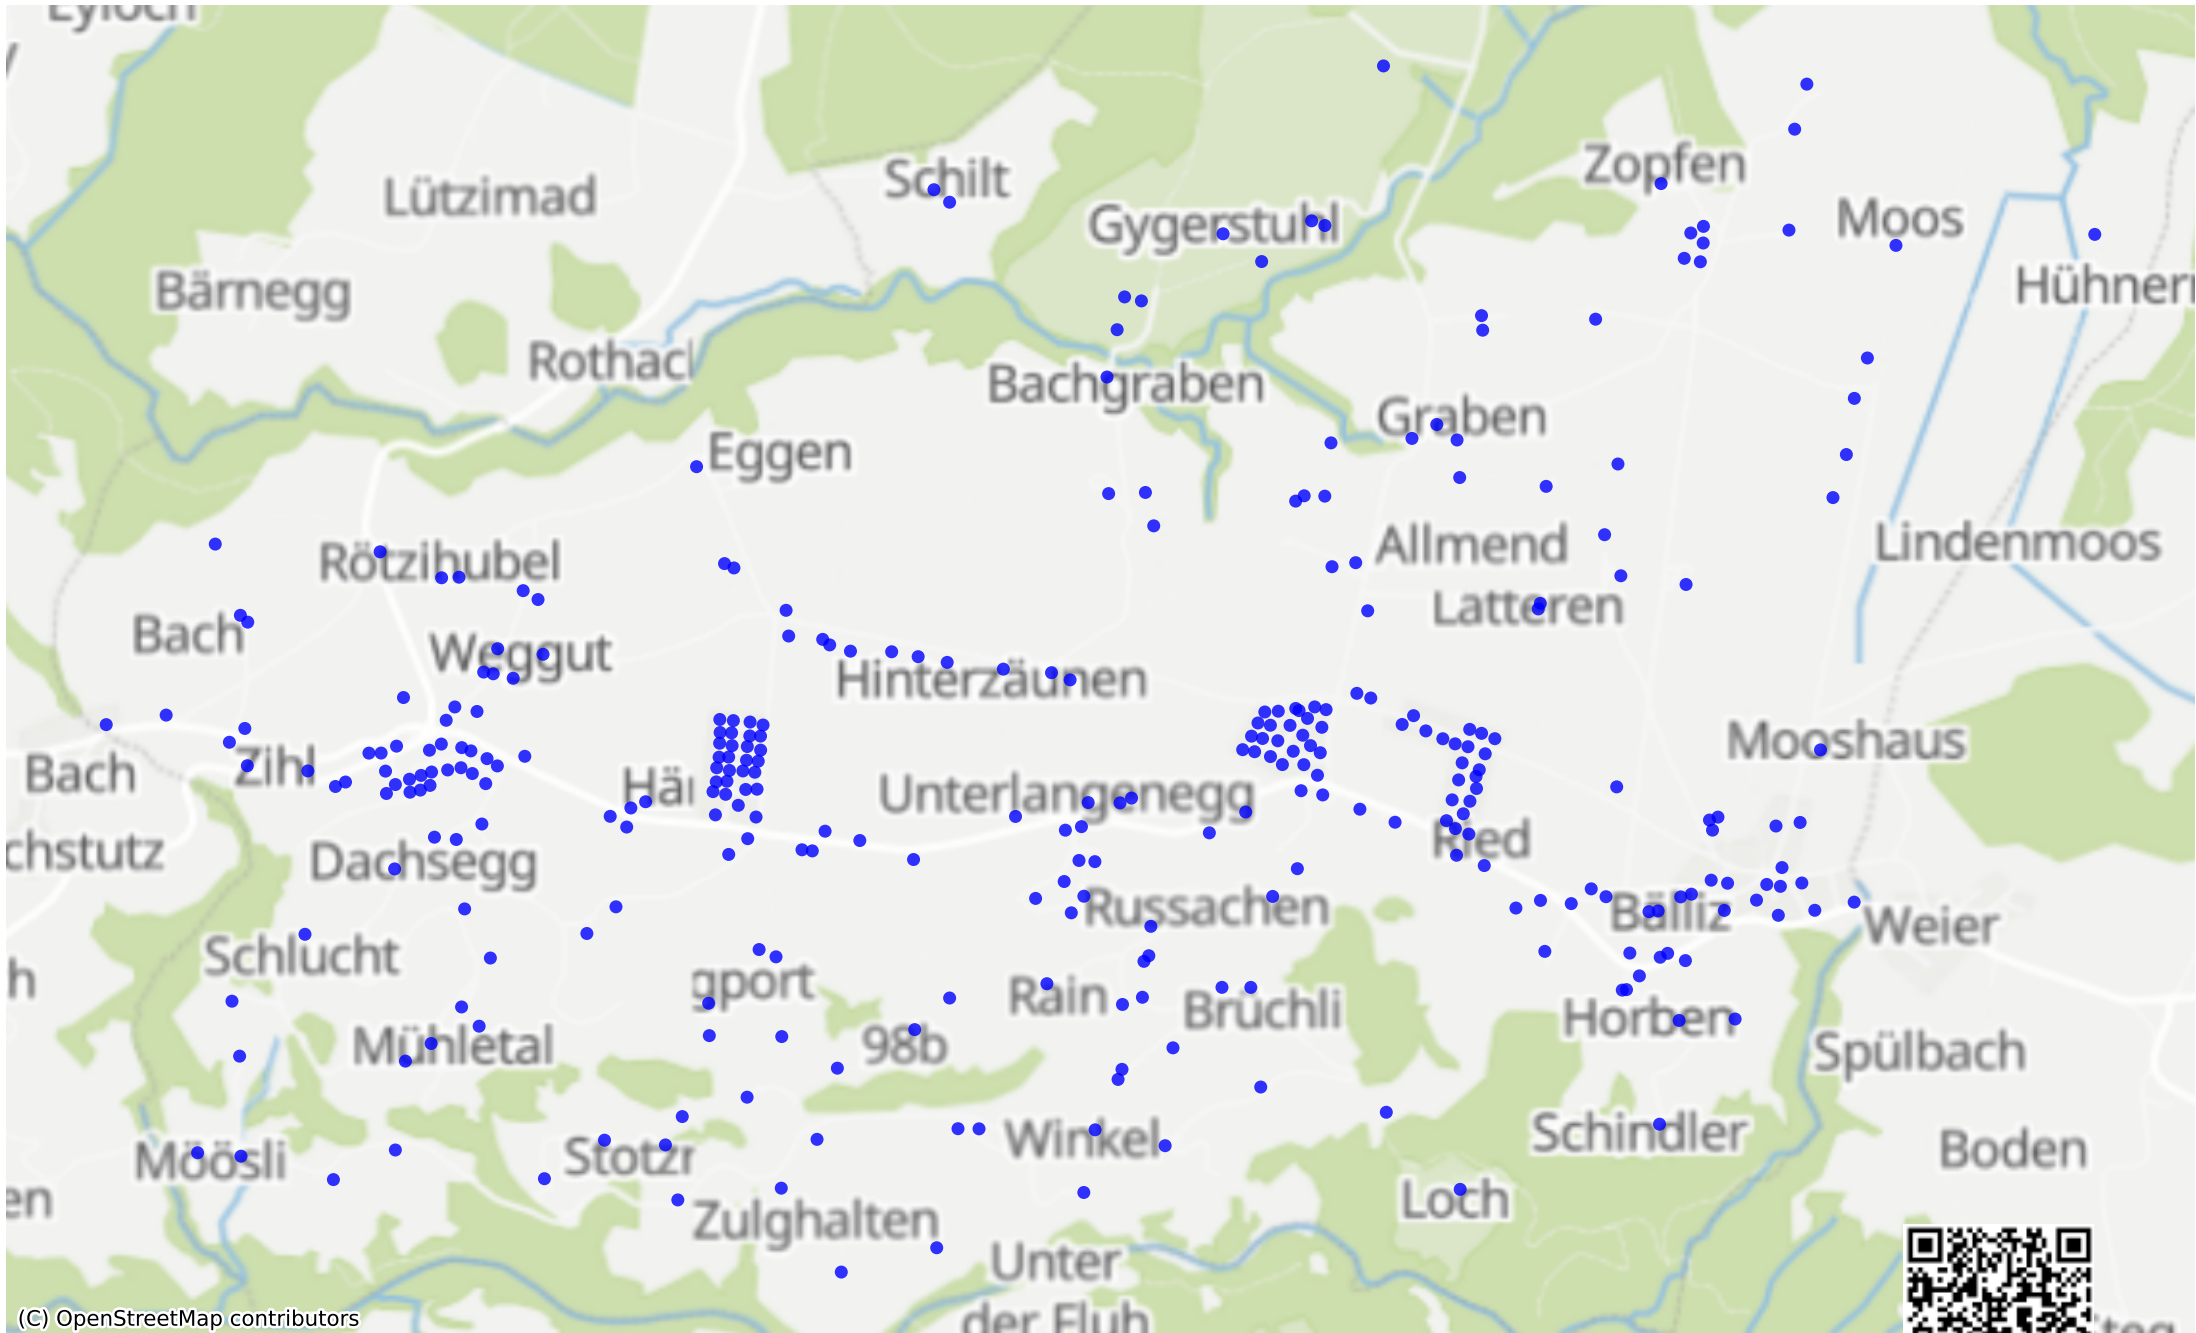 Schilt
Zopfen
Lützimad
Moos
Gygerstuhl
Bärnegg
Rothac
Bachgraben
Graben
Eggen
Rötzihubel
Allmend
Lindenmoos
Latteren
Bach
Weggut
Hinterzäunen
Mooshaus
Zihl
Bach
Unterlangenegg
chstutz
Dachsegg
Ried
Russachen
Bälliz
Weier
Schlucht
gport
Rain
Brüchli
Horben
Mühletal
98b
Spülbach
Schindler
Winkel
Boden
Möösli
Stotz
Loch
Zulghalten
Unter
der Fluh
(C) OpenStreetMap contributors